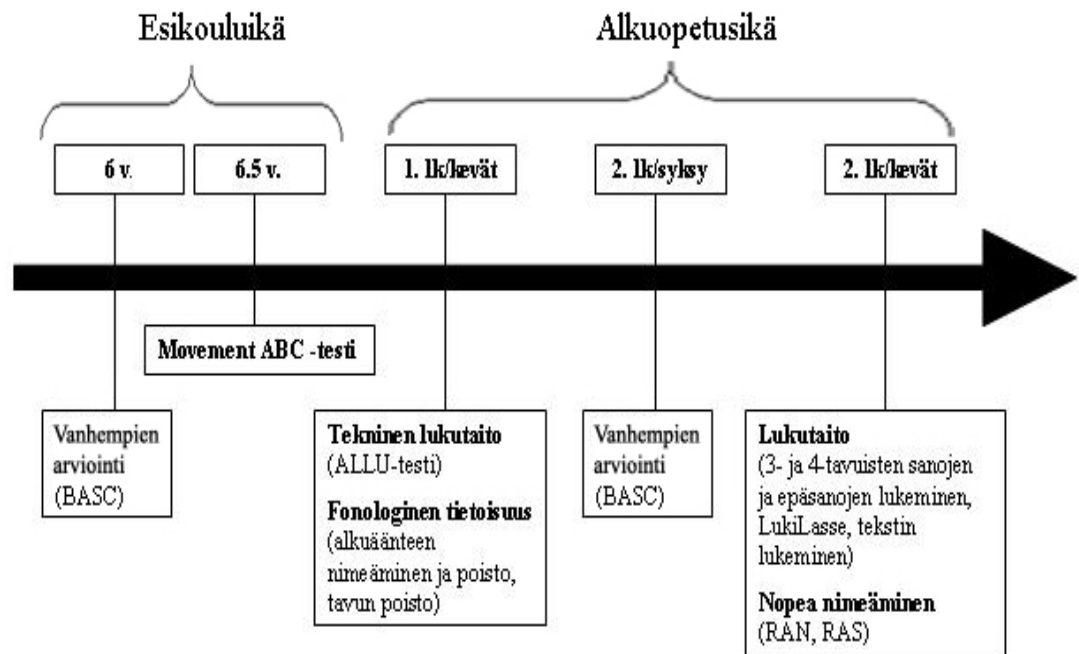 Esikouluikä
Alkuopetusikä
6 v.
6.5 v.
1. lk/kevät
2. lk/syksy
2. lk/kevät
Movement ABC -testi
Vanhempien
arviointi
(BASC)
Tekninen lukutaito
(ALLU-testi)
Fonologinen tietoisuus
(alkuäänteen
nimeäminen ja poisto,
tavun poisto)
Vanhempien
arviointi
(BASC)
Lukutaito
(3- ja 4-tavuisten sanojen
ja epäsanojen lukeminen,
LukiLasse, tekstin
lukeminen)
Nopea nimeäminen
(RAN, RAS)